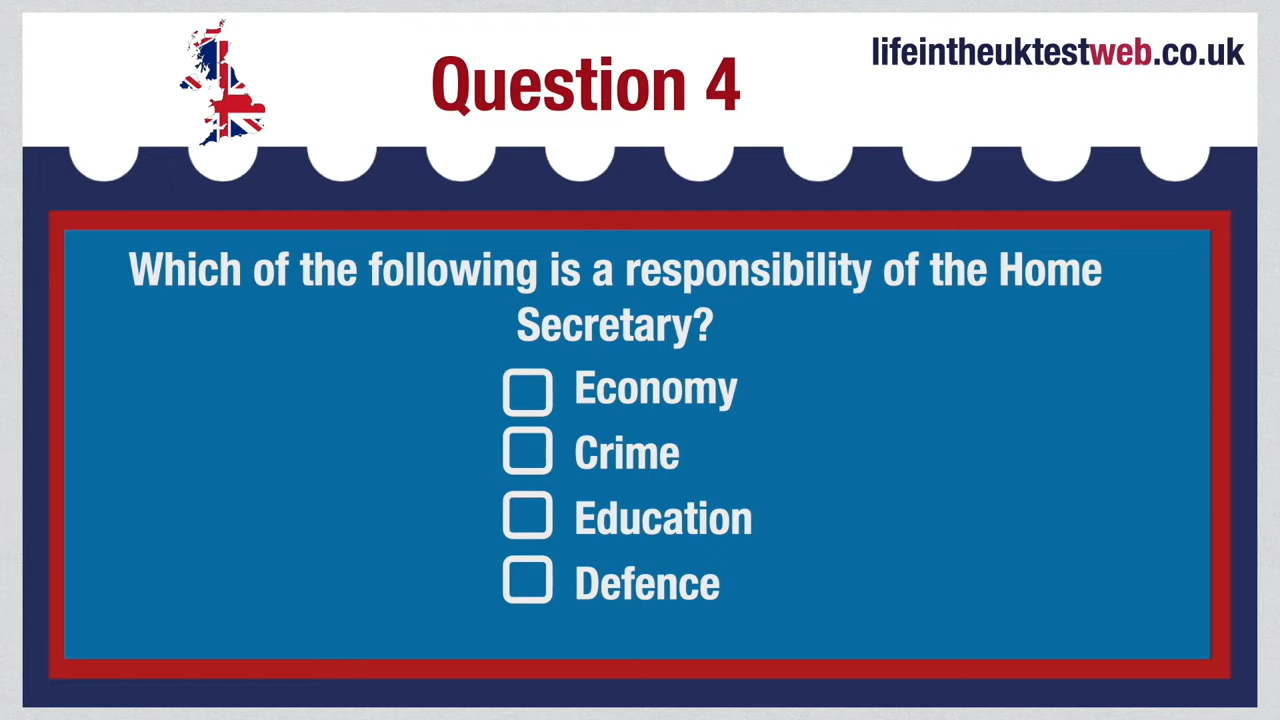 Question 4
lifeintheuktestweb.co.uk
Which of the following is a responsibility of the Home
Secretary?
Economy
Crime
Education
Defence